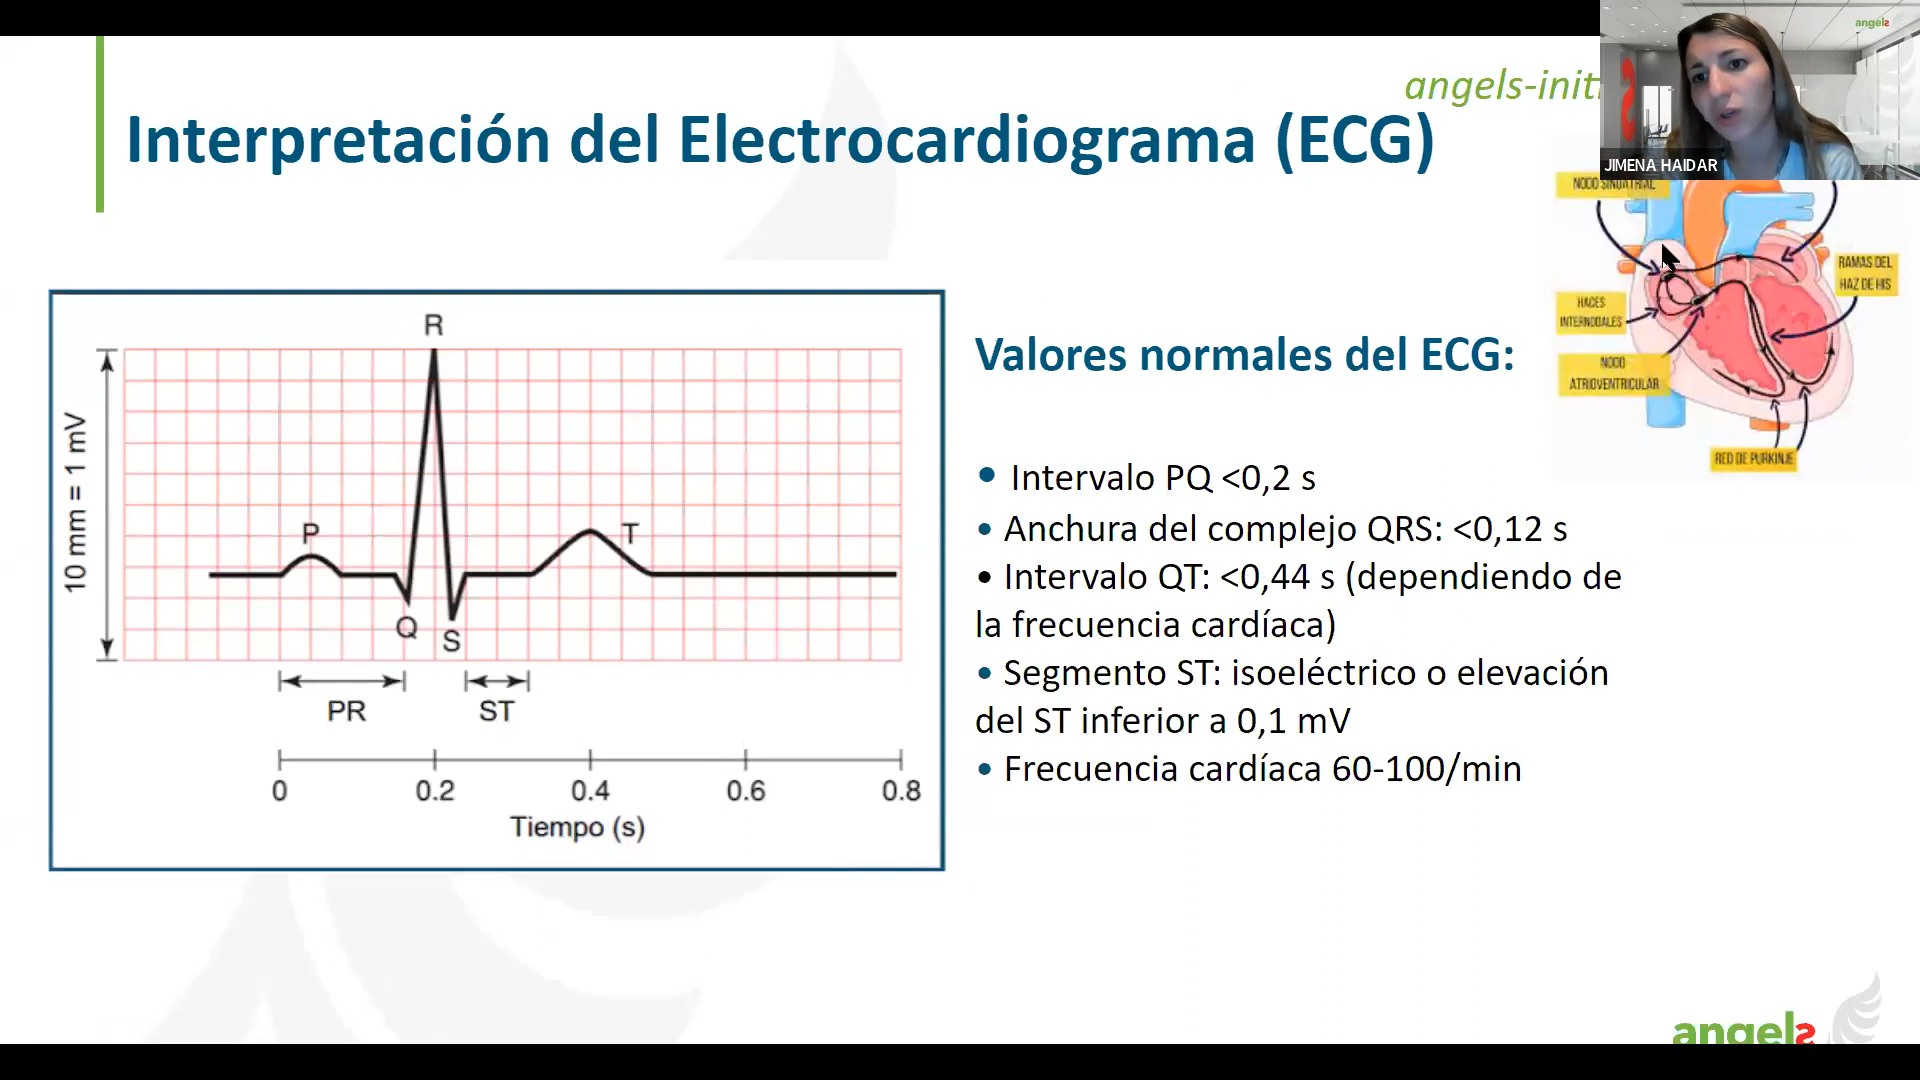 angels
angels-init
JIMENA HAIDAR
Interpretación del Electrocardiograma (ECG)
NODO SINOATRIAL
RAMAS DEL
HAZ DE HIS
HACES
INTERNODALES
NODO
ATRIOVENTRICULAR
RED DE PURKINJE
R
10 mm = 1 mV
P
T
Q
S
PR
ST
0
0.2
0.4
0.6
0.8
Tiempo (s)
Valores normales del ECG:
• Intervalo PQ <0,2 s
• Anchura del complejo QRS: <0,12 s
• Intervalo QT: <0,44 s (dependiendo de
la frecuencia cardíaca)
• Segmento ST: isoeléctrico o elevación
del ST inferior a 0,1 mV
• Frecuencia cardíaca 60-100/min
angels